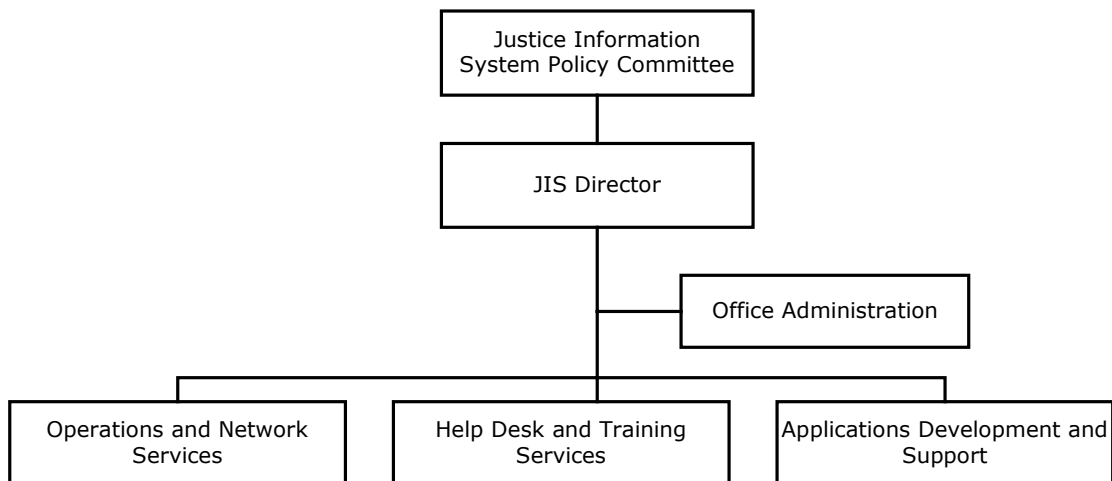 Justice Information
System Policy Committee
JIS Director
Office Administration
Operations and Network
Services
Help Desk and Training
Services
Applications Development and
Support